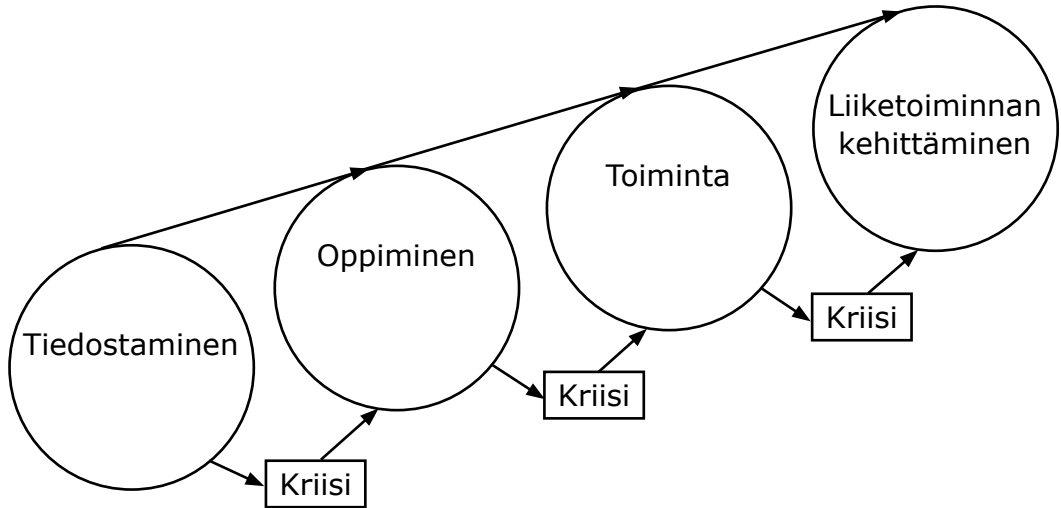 Tiedostaminen
Kriisi
Oppiminen
Kriisi
Toiminta
Kriisi
Liiketoiminnan
kehittäminen